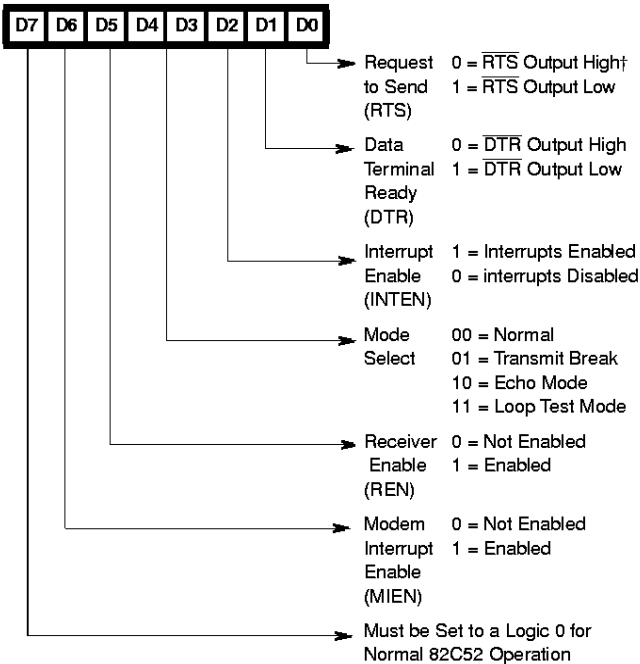 D7 D6 D5 D4 D3 D2 D1 D0
Request 0 = RTS Output High†
to Send 1 = RTS Output Low
(RTS)
Data 0 = DTR Output High
Terminal 1 = DTR Output Low
Ready
(DTR)
Interrupt 1 = Interrupts Enabled
Enable 0 = interrupts Disabled
(INTEN)
Mode 00 = Normal
Select 01 = Transmit Break
10 = Echo Mode
11 = Loop Test Mode
Receiver 0 = Not Enabled
Enable 1 = Enabled
(REN)
Modem 0 = Not Enabled
Interrupt 1 = Enabled
Enable
(MIEN)
Must be Set to a Logic 0 for
Normal 82C52 Operation